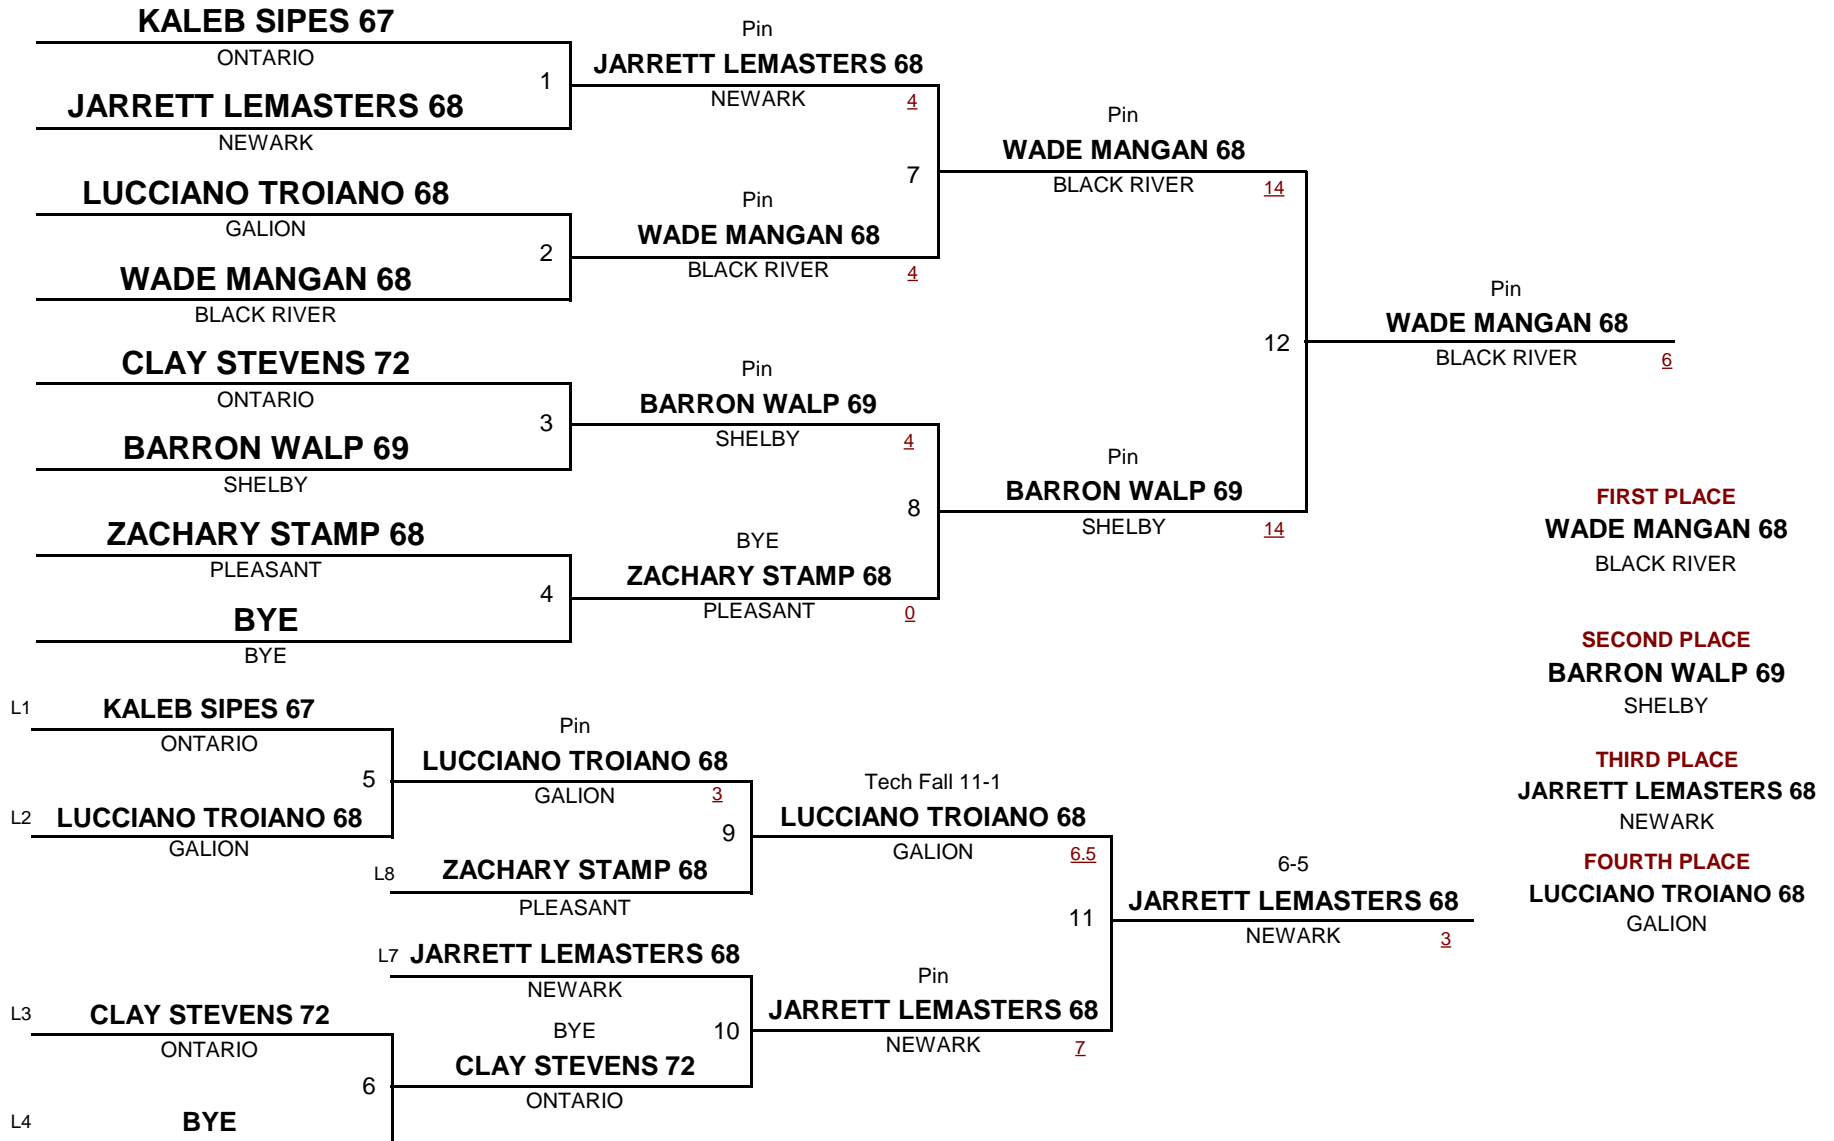 KALEB SIPES 67
ONTARIO
1
JARRETT LEMASTERS 68
NEWARK
LUCCIANO TROIANO 68
GALION
2
WADE MANGAN 68
BLACK RIVER
CLAY STEVENS 72
ONTARIO
3
BARRON WALP 69
SHELBY
ZACHARY STAMP 68
PLEASANT
4
BYE
BYE
Pin
JARRETT LEMASTERS 68
NEWARK 4
7
Pin
WADE MANGAN 68
BLACK RIVER 4
Pin
BARRON WALP 69
SHELBY 4
8
BYE
ZACHARY STAMP 68
PLEASANT 0
Pin
WADE MANGAN 68
BLACK RIVER 14
12
Pin
BARRON WALP 69
SHELBY 14
Pin
WADE MANGAN 68
BLACK RIVER 6
L1 KALEB SIPES 67
ONTARIO
5
L2 LUCCIANO TROIANO 68
GALION
L3 CLAY STEVENS 72
ONTARIO
6
L4 BYE
Pin
LUCCIANO TROIANO 68
GALION 3
9
L8 ZACHARY STAMP 68
PLEASANT
L7 JARRETT LEMASTERS 68
NEWARK
BYE 10
CLAY STEVENS 72
ONTARIO
Tech Fall 11-1
LUCCIANO TROIANO 68
GALION 6.5
11
Pin
JARRETT LEMASTERS 68
NEWARK 7
6-5
JARRETT LEMASTERS 68
NEWARK 3
FIRST PLACE
WADE MANGAN 68
BLACK RIVER
SECOND PLACE
BARRON WALP 69
SHELBY
THIRD PLACE
JARRETT LEMASTERS 68
NEWARK
FOURTH PLACE
LUCCIANO TROIANO 68
GALION